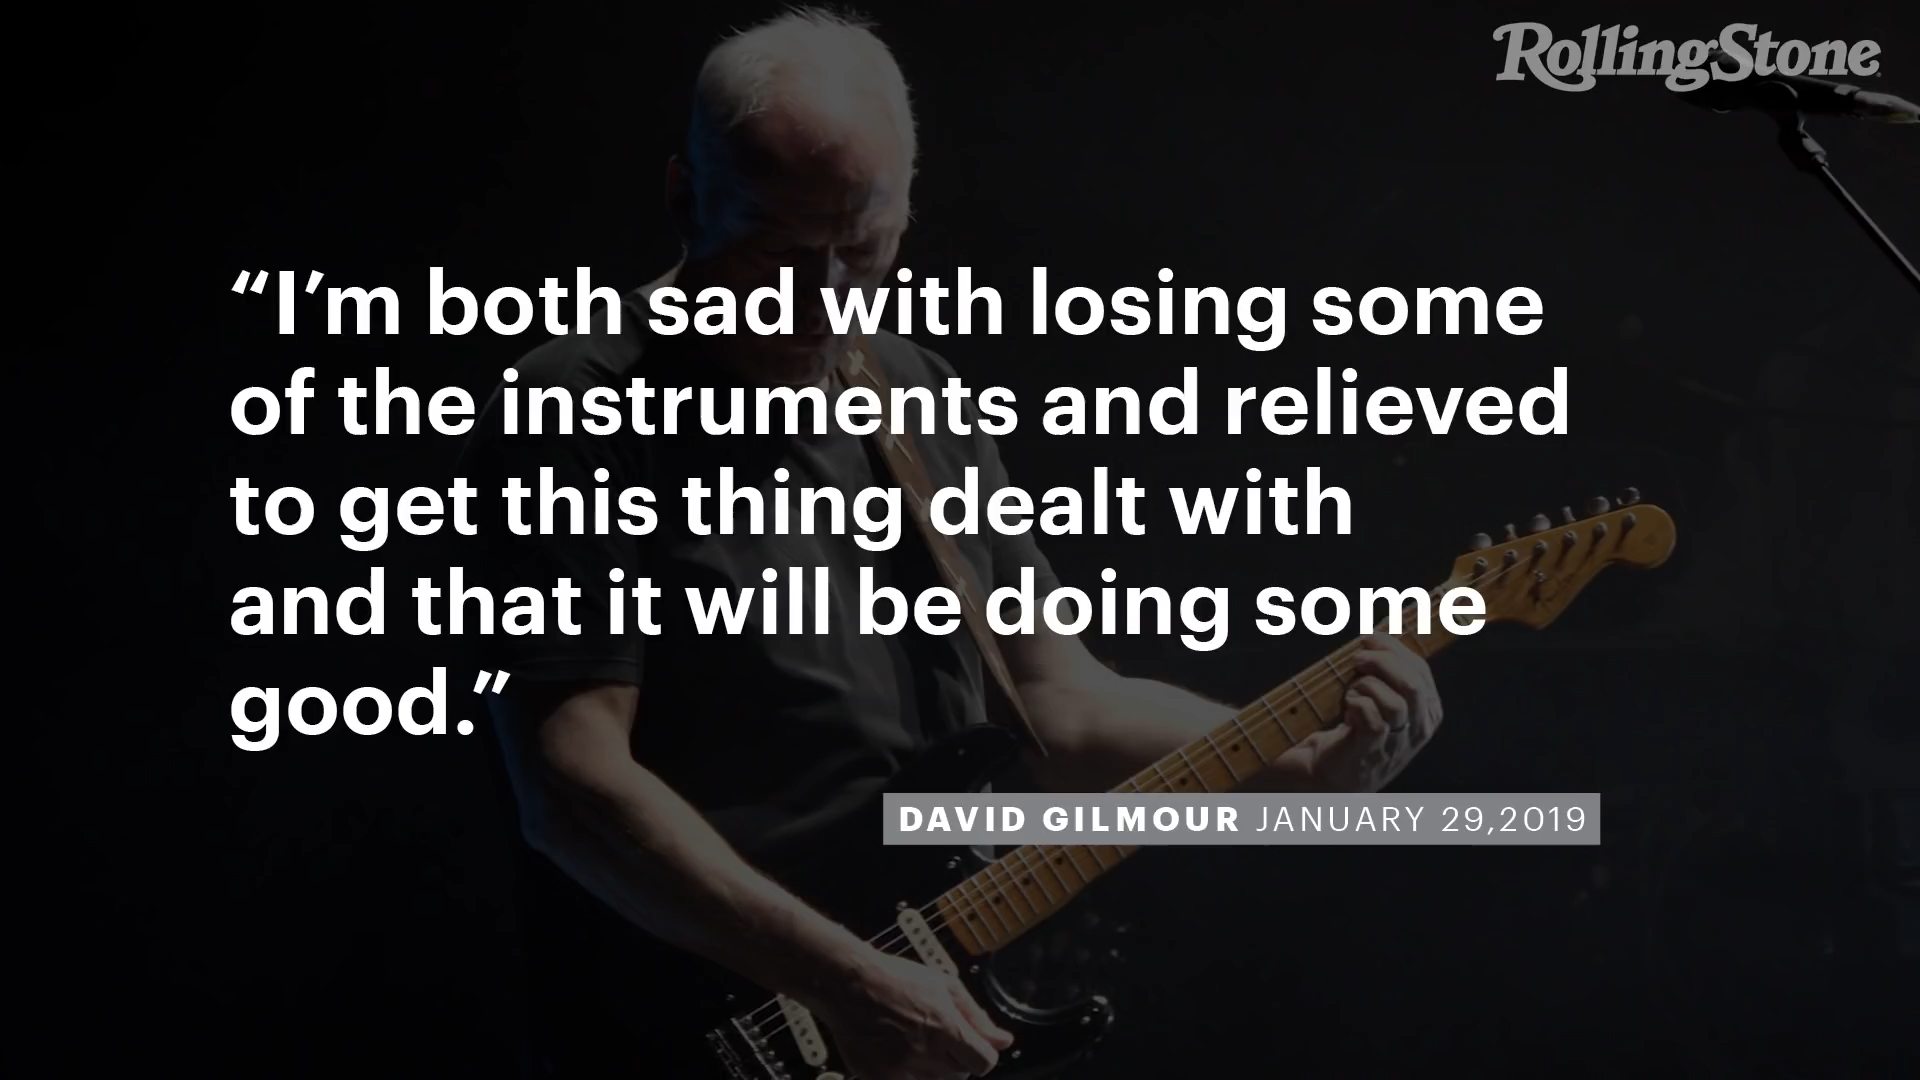 RollingStone
“I’m both sad with losing some
of the instruments and relieved
to get this thing dealt with
and that it will be doing some
good.”
DAVID GILMOUR JANUARY 29,2019